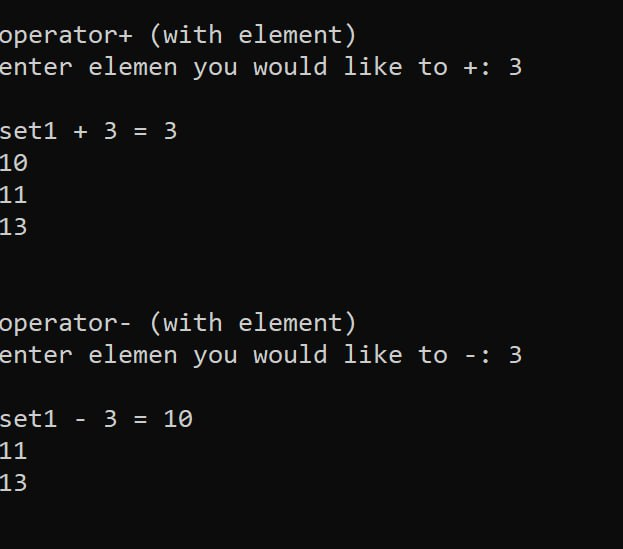 operator+ (with element)
enter elemen you would like to +: 3
set1 + 3 = 3
10
11
13
operator- (with element)
enter elemen you would like to -: 3
set1 - 3 = 10
11
13